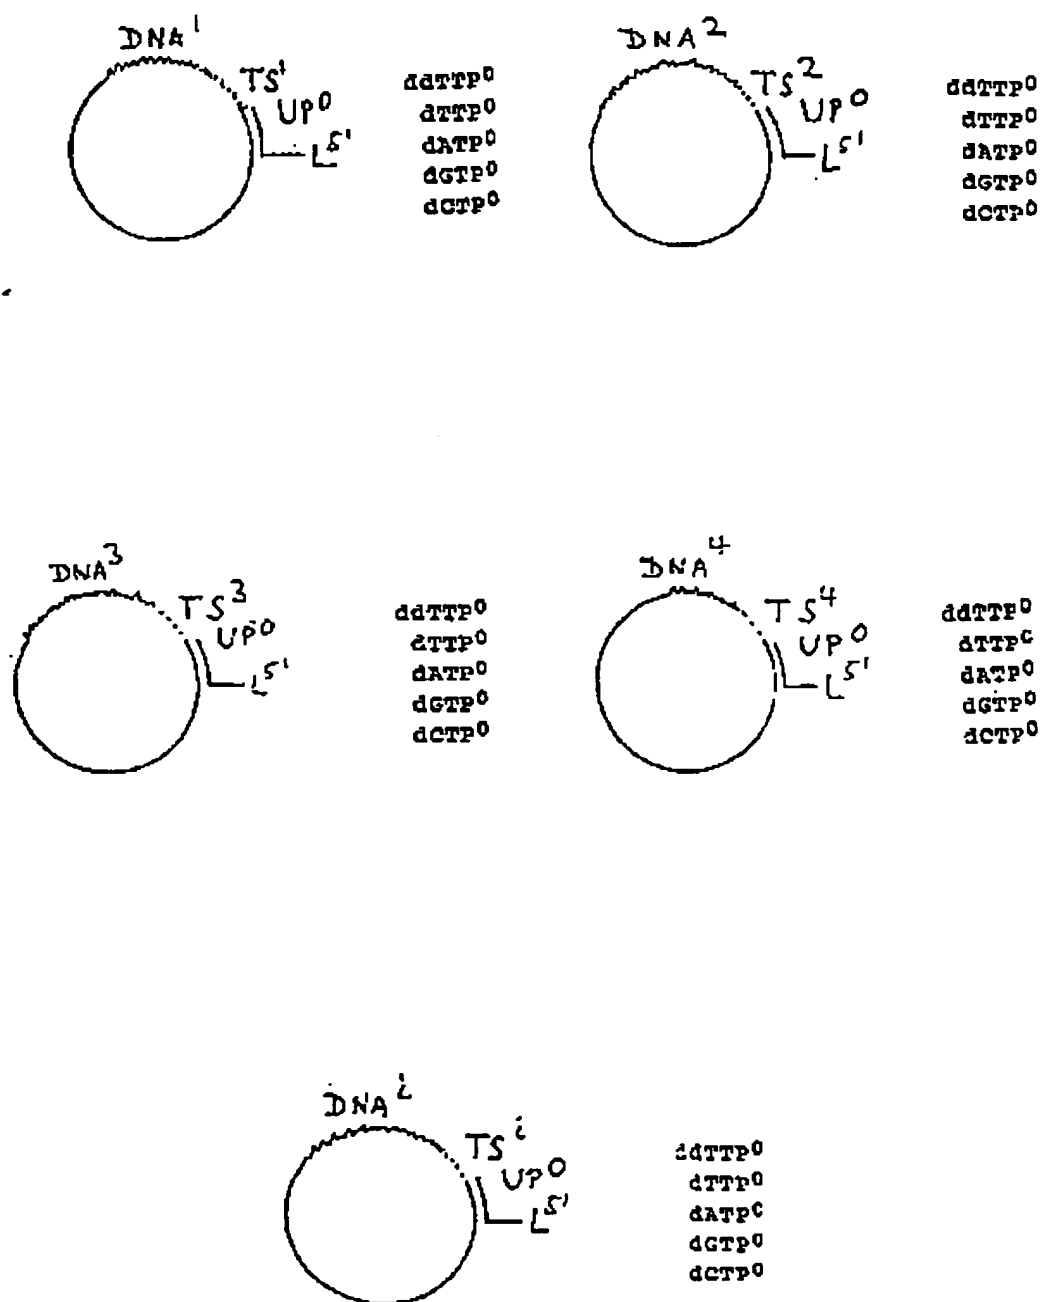 DNA¹
TS¹
UP⁰
L⁵'
ddTTP⁰
dTTP⁰
dATP⁰
dGTP⁰
dCTP⁰
DNA²
TS²
UP⁰
L⁵'
ddTTP⁰
dTTP⁰
dATP⁰
dGTP⁰
dCTP⁰
DNA³
TS³
UP⁰
L⁵'
ddTTP⁰
dTTP⁰
dATP⁰
dGTP⁰
dCTP⁰
DNA⁴
TS⁴
UP⁰
L⁵'
ddTTP⁰
dTTP⁰
dATP⁰
dGTP⁰
dCTP⁰
DNAⁱ
TSⁱ
UP⁰
L⁵'
ddTTP⁰
dTTP⁰
dATP⁰
dGTP⁰
dCTP⁰